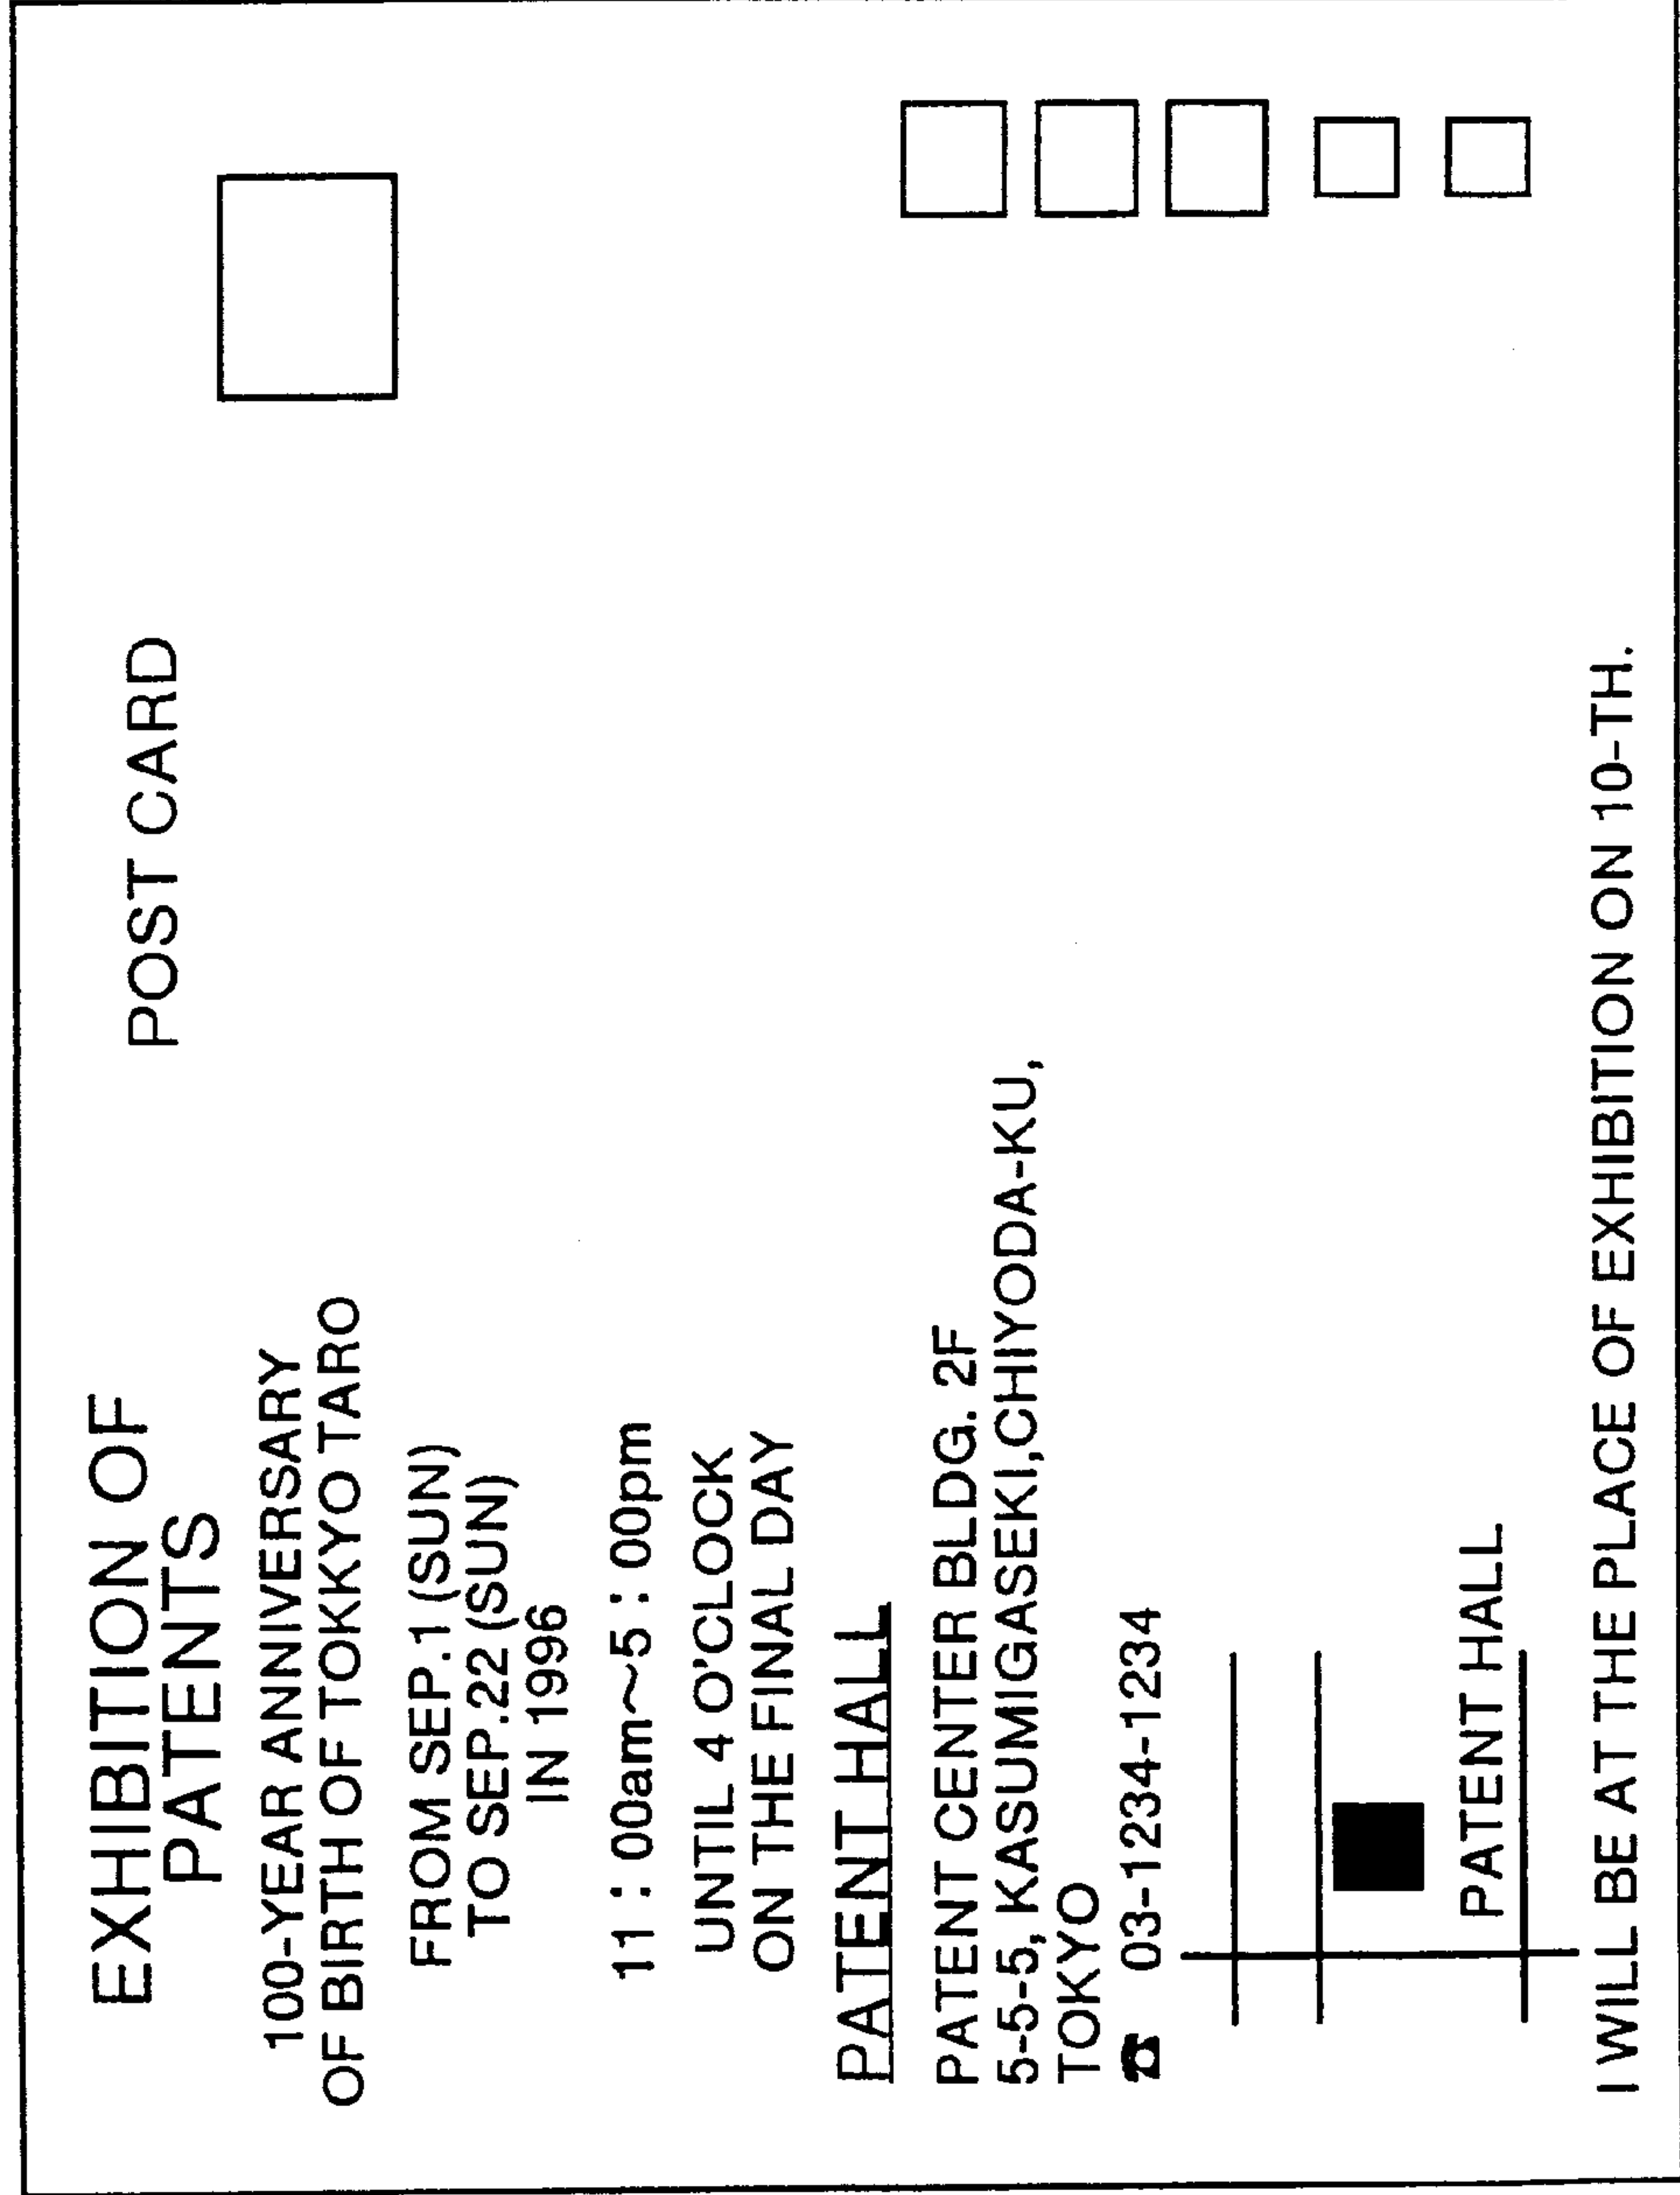 EXHIBITION OF
PATENTS
POST CARD
100-YEAR ANNIVERSARY
OF BIRTH OF TOKYO TARO
FROM SEP.1 (SUN)
TO SEP.22 (SUN)
IN 1996
11 : 00am~5 : 00pm
UNTIL 4 O'CLOCK
ON THE FINAL DAY
PATENT HALL
PATENT CENTER BLDG. 2F
5-5-5, KASUMIGASEKI,CHIYODA-KU,
TOKYO
☎ 03-1234-1234
PATENT HALL
I WILL BE AT THE PLACE OF EXHIBITION ON 10-TH.